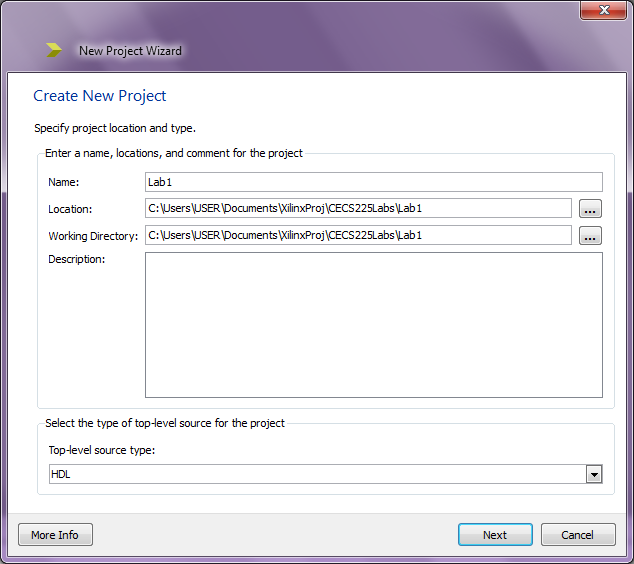 New Project Wizard
Create New Project
Specify project location and type.
Enter a name, locations, and comment for the project
Name: Lab1
Location: C:\Users\USER\Documents\XilinxProj\CECS225Labs\Lab1 ...
Working Directory: C:\Users\USER\Documents\XilinxProj\CECS225Labs\Lab1 ...
Description:
Select the type of top-level source for the project
Top-level source type:
HDL
More Info Next Cancel